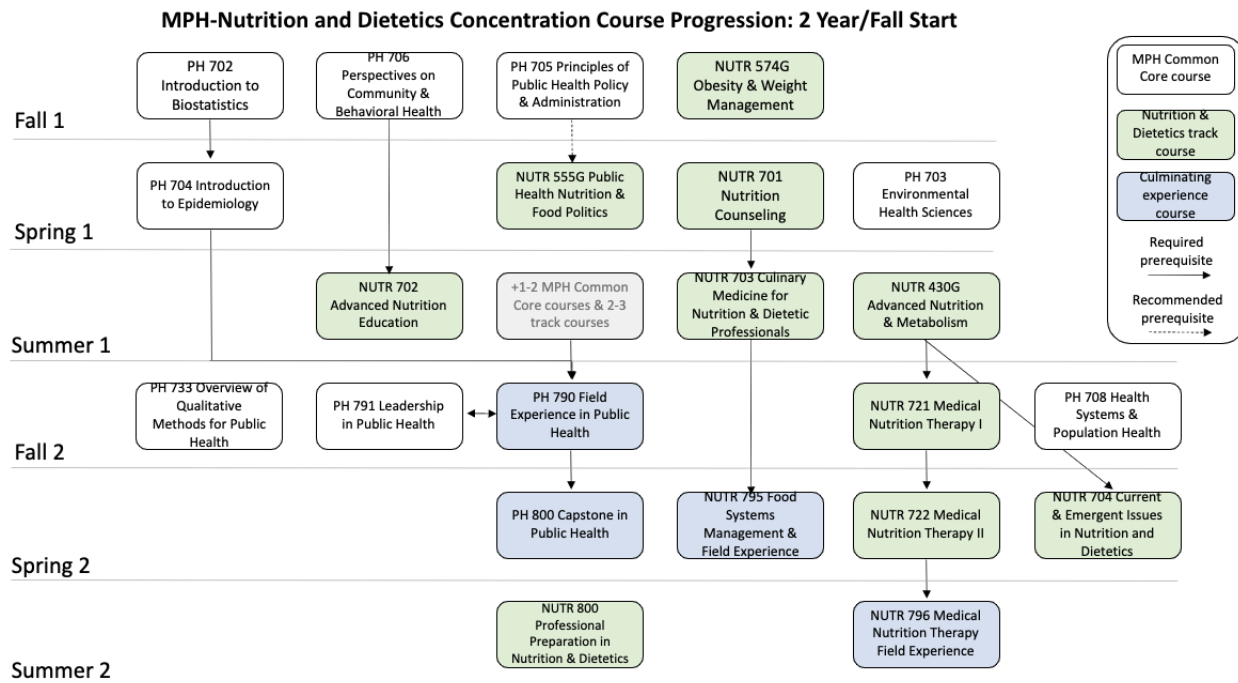 MPH-Nutrition and Dietetics Concentration Course Progression: 2 Year/Fall Start
PH 702
Introduction to
Biostatistics
PH 706
Perspectives on
Community &
Behavioral Health
PH 705 Principles of
Public Health Policy
& Administration
NUTR 574G
Obesity & Weight
Management
MPH Common
Core course
Nutrition &
Dietetics track
course
Culminating
experience
course
Required
prerequisite
Recommended
prerequisite
Fall 1
PH 704 Introduction
to Epidemiology
NUTR 555G Public
Health Nutrition &
Food Politics
NUTR 701
Nutrition
Counseling
PH 703
Environmental
Health Sciences
Spring 1
NUTR 702
Advanced Nutrition
Education
+1-2 MPH Common
Core courses & 2-3
track courses
NUTR 703 Culinary
Medicine for
Nutrition & Dietetic
Professionals
NUTR 430G
Advanced Nutrition
& Metabolism
Summer 1
PH 733 Overview of
Qualitative
Methods for Public
Health
PH 791 Leadership
in Public Health
PH 790 Field
Experience in Public
Health
NUTR 721 Medical
Nutrition Therapy I
PH 708 Health
Systems &
Population Health
Fall 2
PH 800 Capstone in
Public Health
NUTR 795 Food
Systems
Management &
Field Experience
NUTR 722 Medical
Nutrition Therapy II
NUTR 704 Current
& Emergent Issues
in Nutrition and
Dietetics
Spring 2
NUTR 800
Professional
Preparation in
Nutrition & Dietetics
NUTR 796 Medical
Nutrition Therapy
Field Experience
Summer 2